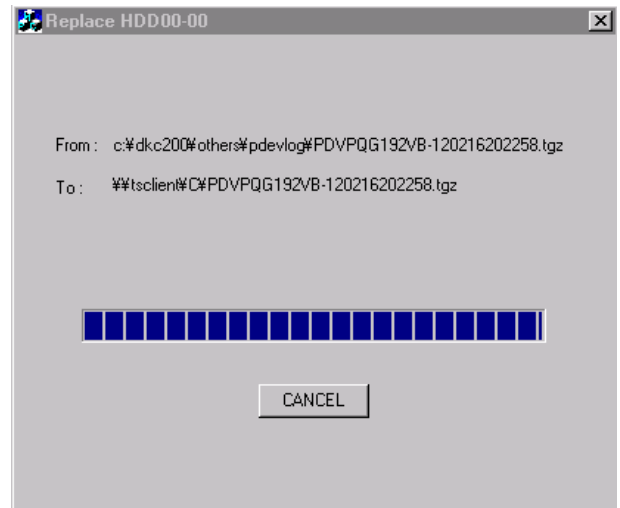 Replace HDD00-00
From : c:¥dkc200¥others¥pdevlog¥PDVPQG192VB-120216202258.tgz
To : ¥¥tsclient¥C¥PDVPQG192VB-120216202258.tgz
CANCEL